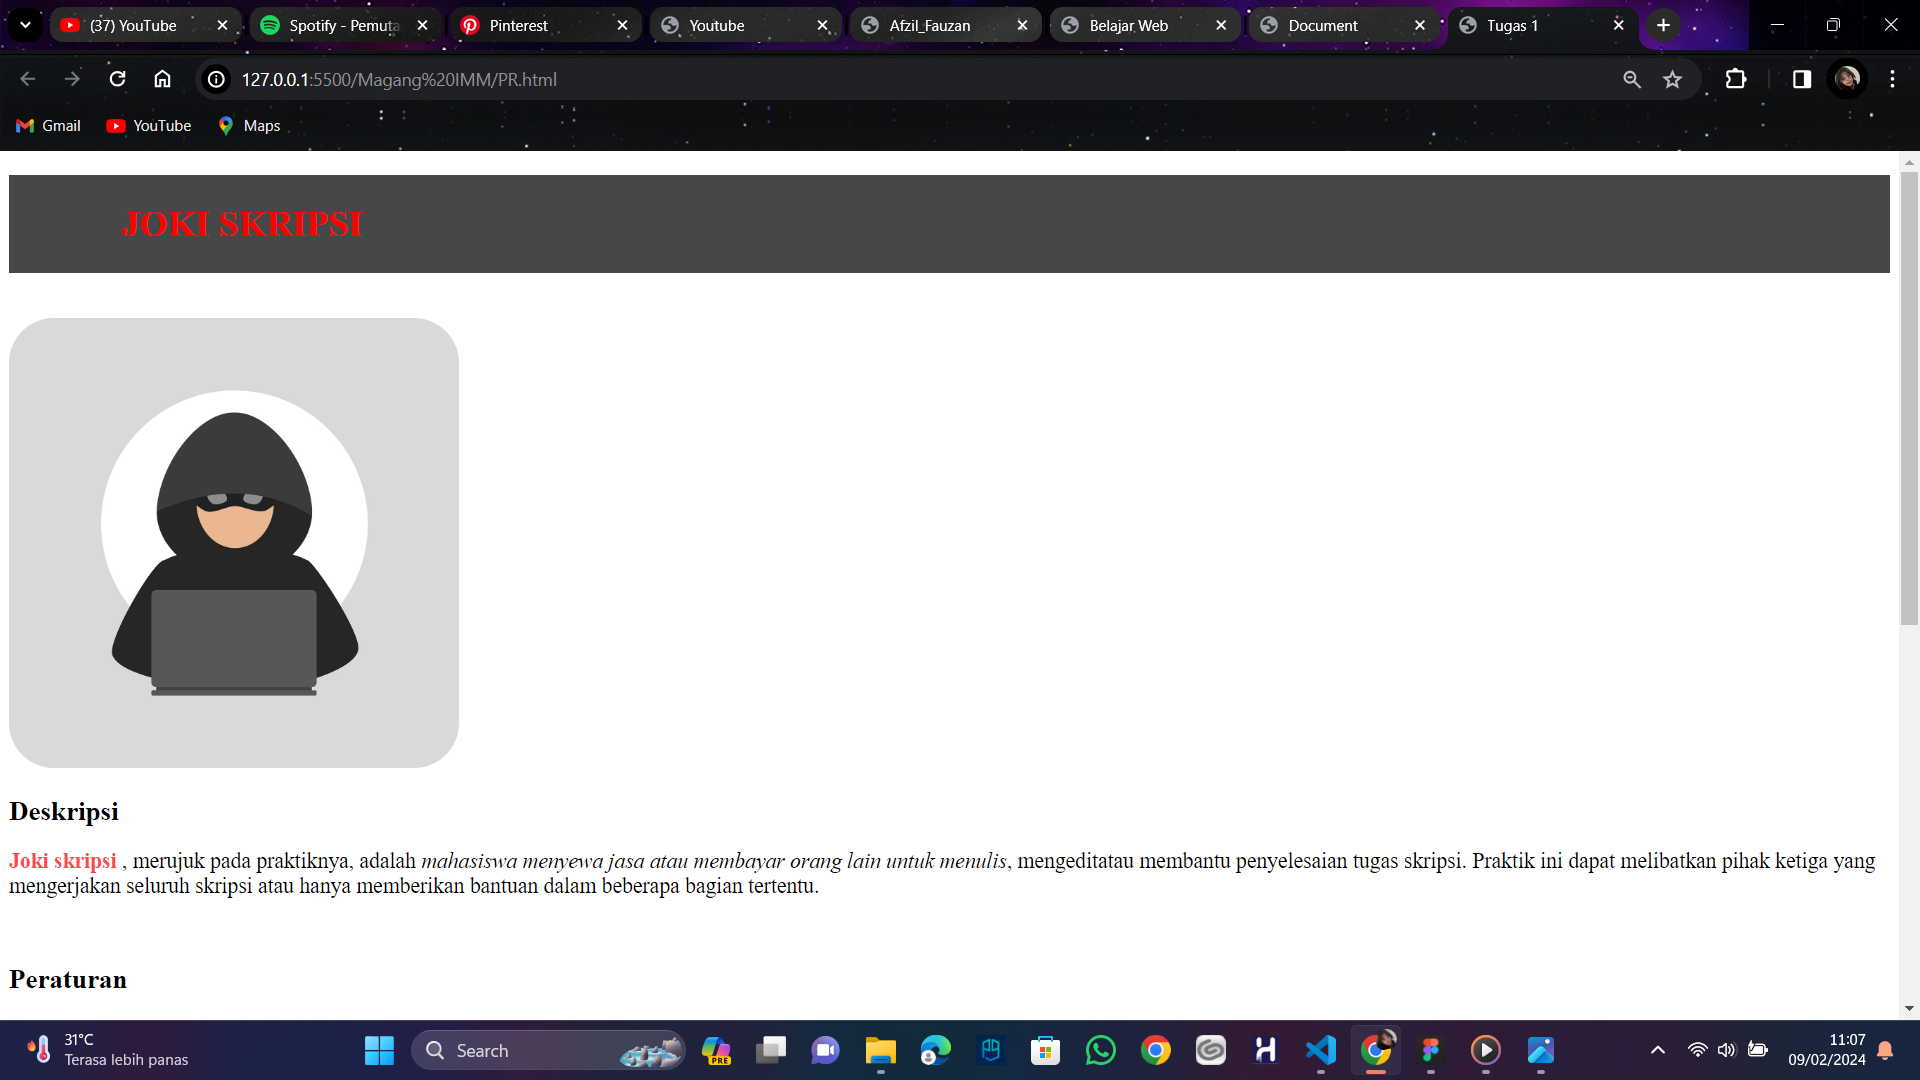 (37) YouTube
Spotify - Pemuta
Pinterest
Youtube
Afzil_Fauzan
Belajar Web
Document
Tugas 1
127.0.0.1:5500/Magang%20IMM/PR.html
Gmail
YouTube
Maps
JOKI SKRIPSI
Deskripsi
Joki skripsi , merujuk pada praktiknya, adalah mahasiswa menyewa jasa atau membayar orang lain untuk menulis, mengeditatau membantu penyelesaian tugas skripsi. Praktik ini dapat melibatkan pihak ketiga yang
mengerjakan seluruh skripsi atau hanya memberikan bantuan dalam beberapa bagian tertentu.
Peraturan
31°C
Terasa lebih panas
Search
PRE
11:07
09/02/2024